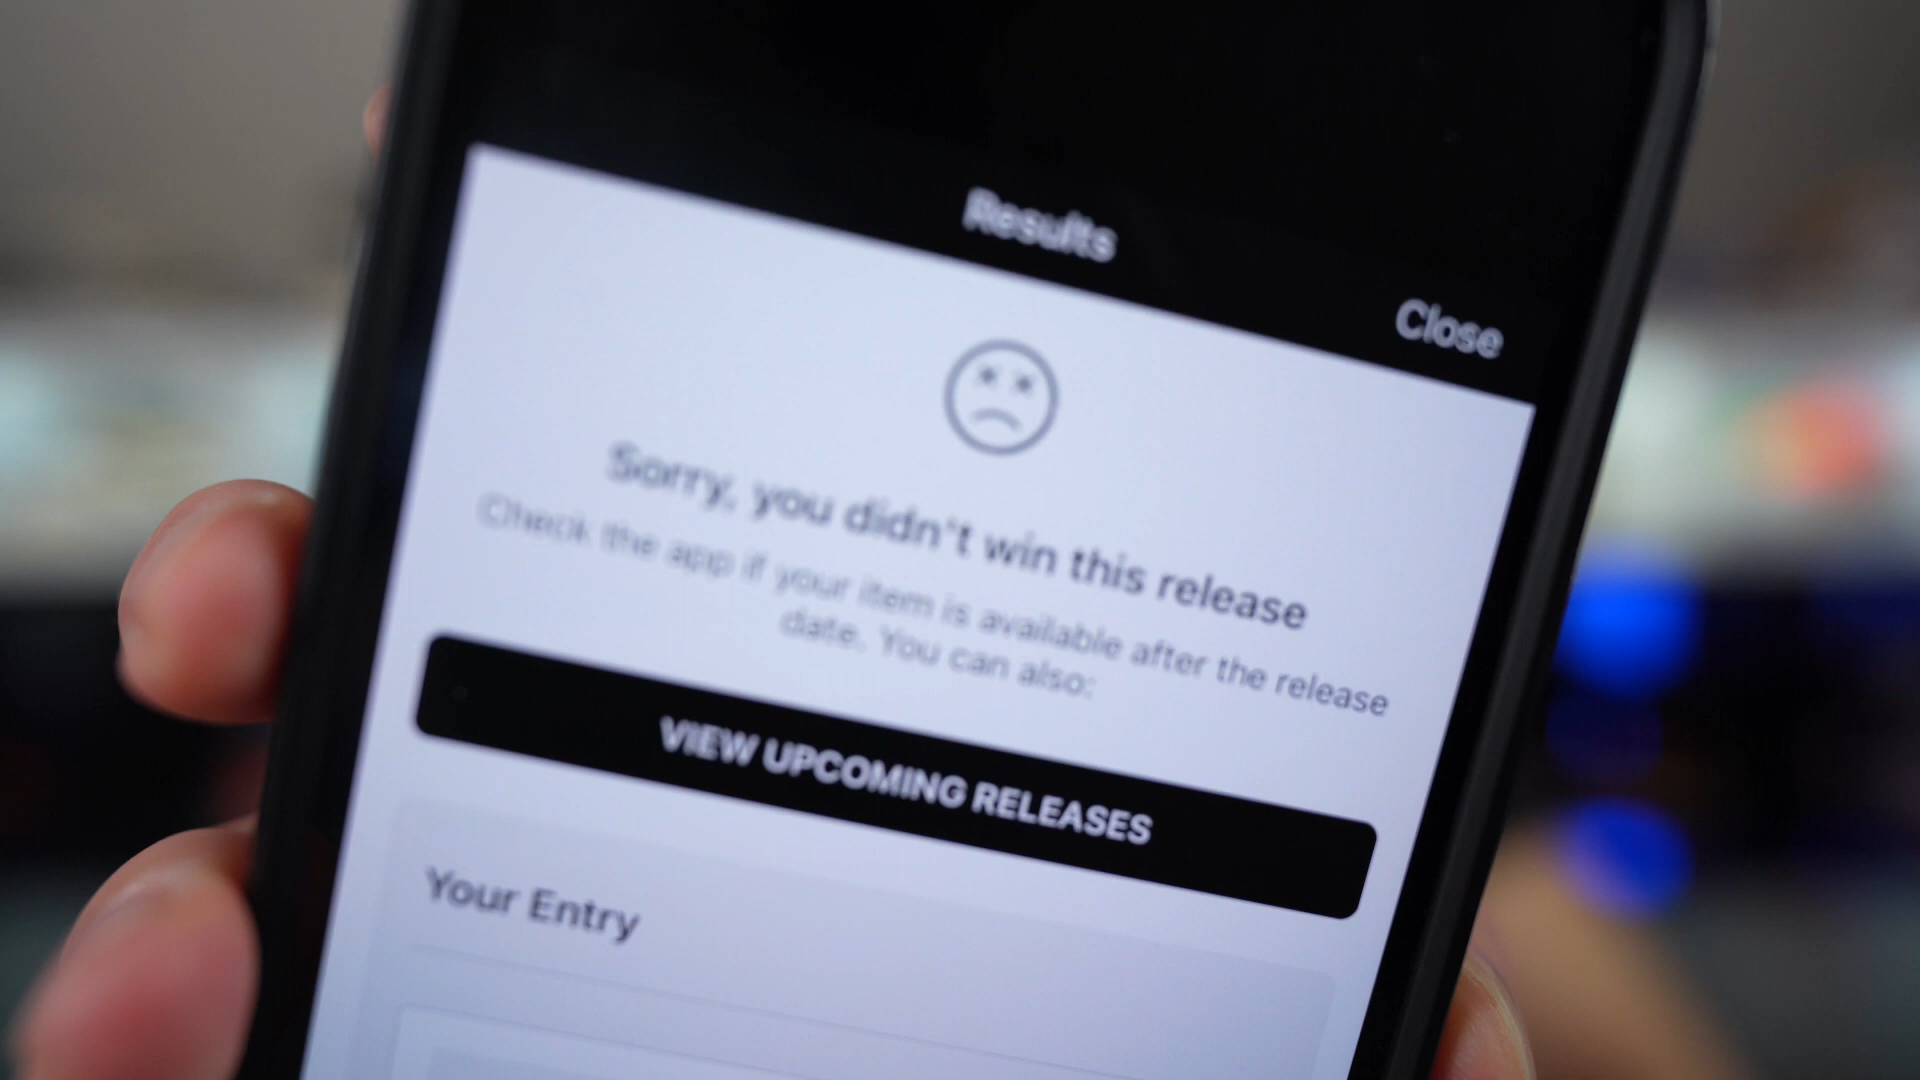 Results
Close
Sorry, you didn't win this release
Check the app if your item is available after the release
date. You can also:
VIEW UPCOMING RELEASES
Your Entry